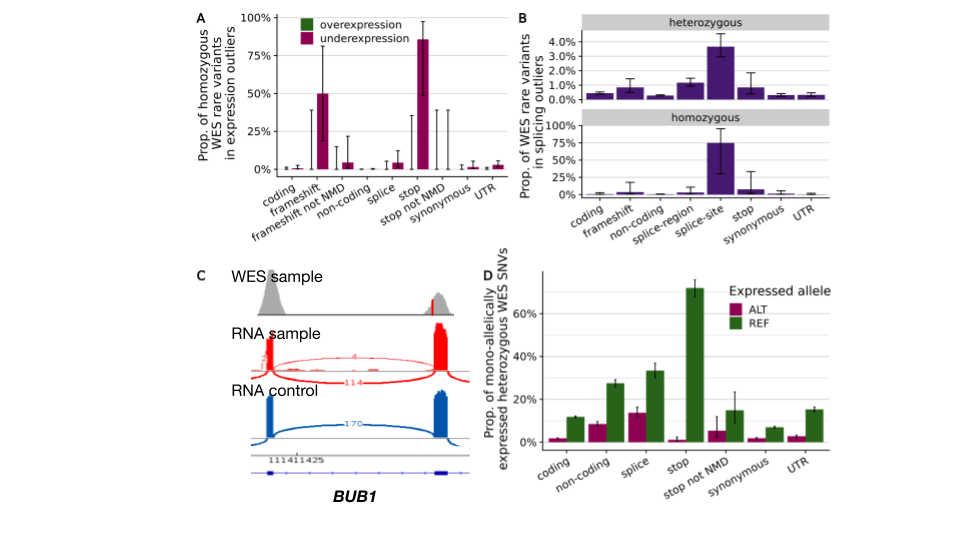 A
Prop. of homozygous
WES rare variants
in expression outliers
100%
75%
50%
25%
0%
overexpression
underexpression
coding
frameshift
frameshift not NMD
non-coding
splice
stop
stop not NMD
synonymous
UTR
B
Prop. of WES rare variants
in splicing outliers
heterozygous
4.0%
3.0%
2.0%
1.0%
0.0%
homozygous
100%
75%
50%
25%
0%
coding
frameshift
non-coding
splice-region
splice-site
stop
synonymous
UTR
C
WES sample
RNA sample
4
114
RNA control
170
111411425
BUB1
D
Prop. of mono-allelically
expressed heterozygous WES SNVs
60%
40%
20%
0%
Expressed allele
ALT
REF
coding
non-coding
splice
stop
stop not NMD
synonymous
UTR